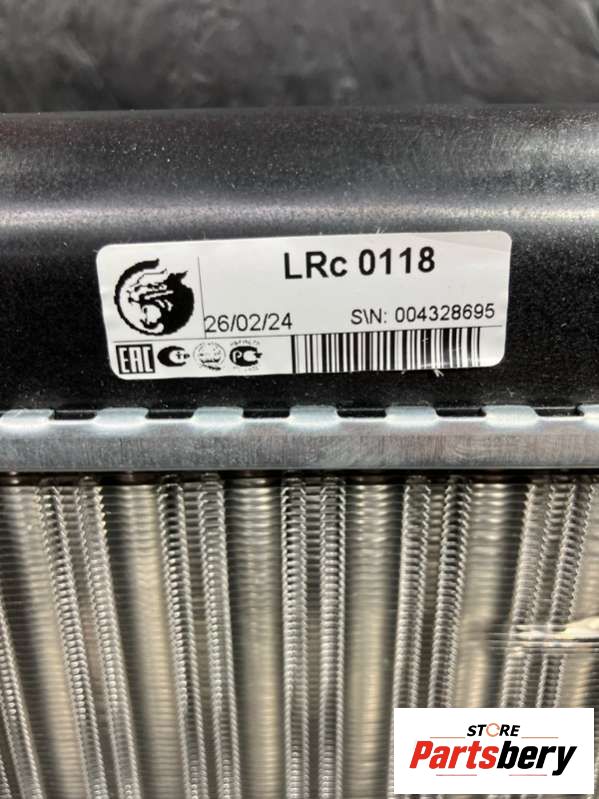 LRc 0118
26/02/24 S\N: 004328695
EAC
STORE
Partsbery